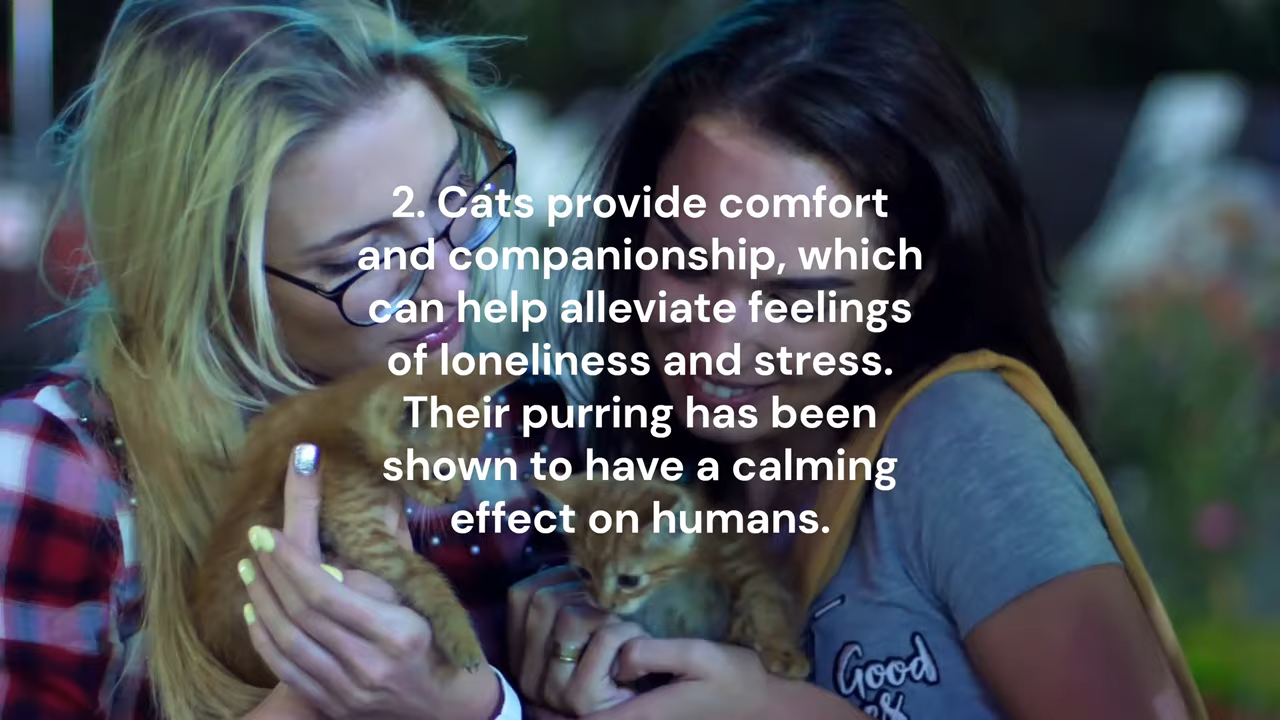 2. Cats provide comfort
and companionship, which
can help alleviate feelings
of loneliness and stress.
Their purring has been
shown to have a calming
effect on humans.
Good